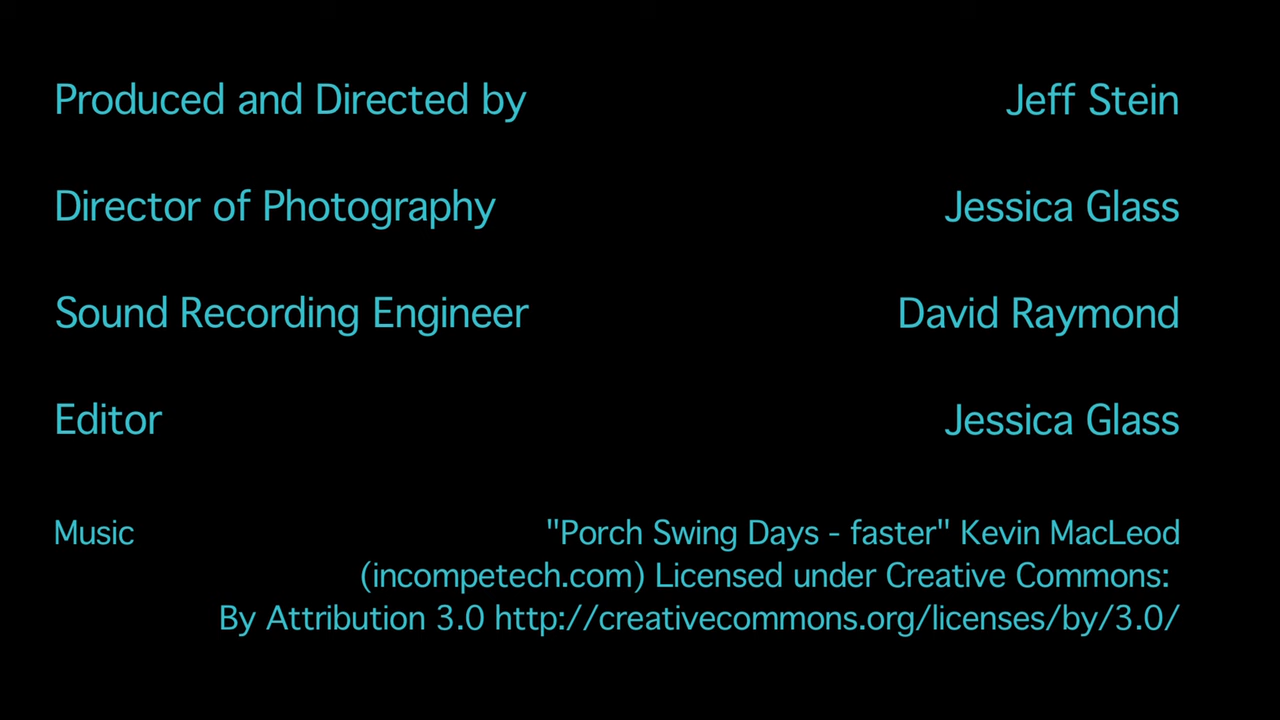 Produced and Directed by Jeff Stein
Director of Photography Jessica Glass
Sound Recording Engineer David Raymond
Editor Jessica Glass
Music "Porch Swing Days - faster" Kevin MacLeod
(incompetech.com) Licensed under Creative Commons:
By Attribution 3.0 http://creativecommons.org/licenses/by/3.0/